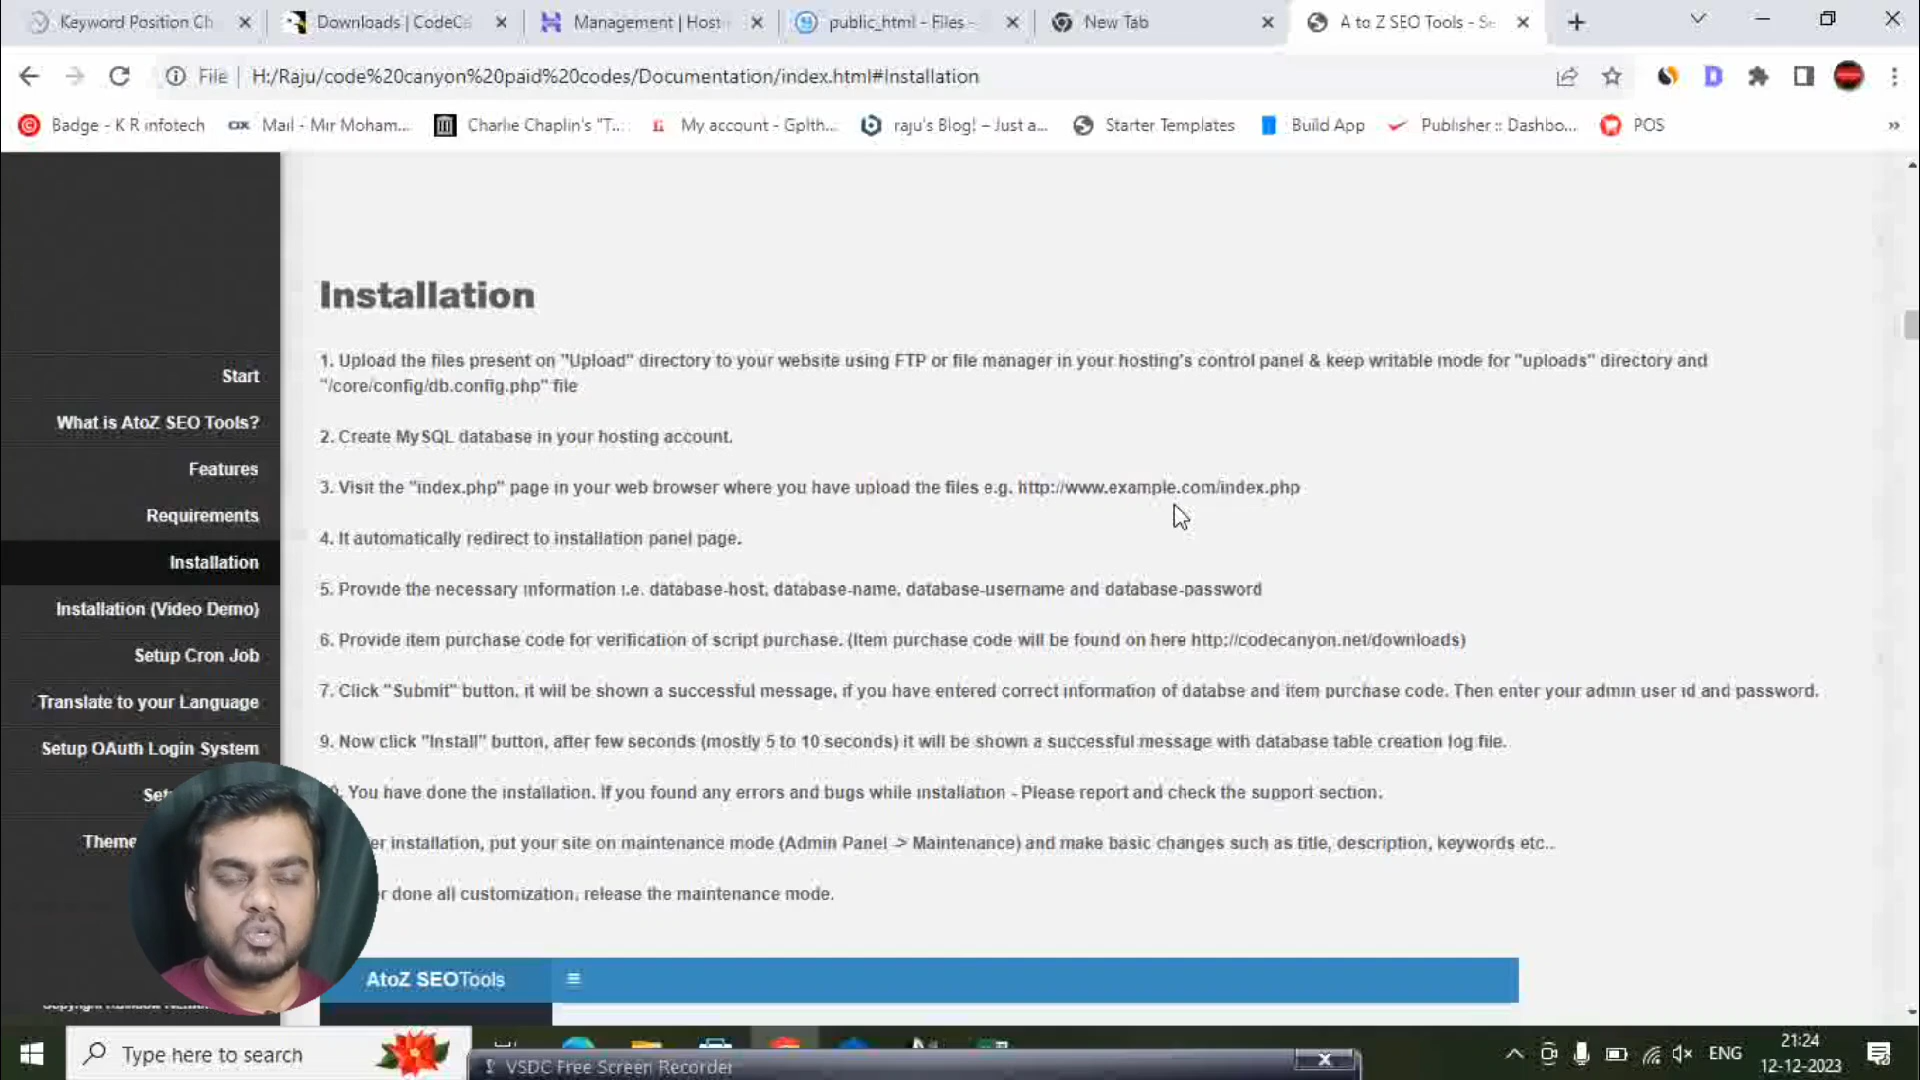 Keyword Position Ch
Downloads | CodeCa
Management | Host
public_html - Files -
New Tab
A to Z SEO Tools - Se
File
H:/Raju/code%20canyon%20paid%20codes/Documentation/index.html#Installation
Badge - K R infotech
Mail - Mir Moham...
Charlie Chaplin's "T...
My account - Gplth...
raju's Blog! – Just a...
Starter Templates
Build App
Publisher :: Dashbo...
POS
»
Start
What is AtoZ SEO Tools?
Features
Requirements
Installation
Installation (Video Demo)
Setup Cron Job
Translate to your Language
Setup OAuth Login System
Set
Theme
Installation
1. Upload the files present on "Upload" directory to your website using FTP or file manager in your hosting's control panel & keep writable mode for "uploads" directory and
"/core/config/db.config.php" file
2. Create MySQL database in your hosting account.
3. Visit the "index.php" page in your web browser where you have upload the files e.g. http://www.example.com/index.php
4. It automatically redirect to installation panel page.
5. Provide the necessary information i.e. database-host, database-name, database-username and database-password
6. Provide item purchase code for verification of script purchase. (Item purchase code will be found on here http://codecanyon.net/downloads)
7. Click "Submit" button, it will be shown a successful message, if you have entered correct information of databse and item purchase code. Then enter your admin user id and password.
9. Now click "Install" button, after few seconds (mostly 5 to 10 seconds) it will be shown a successful message with database table creation log file.
. You have done the installation. If you found any errors and bugs while installation - Please report and check the support section.
er installation, put your site on maintenance mode (Admin Panel -> Maintenance) and make basic changes such as title, description, keywords etc..
r done all customization, release the maintenance mode.
AtoZ SEOTools
Type here to search
VSDC Free Screen Recorder
ENG
21:24
12-12-2023